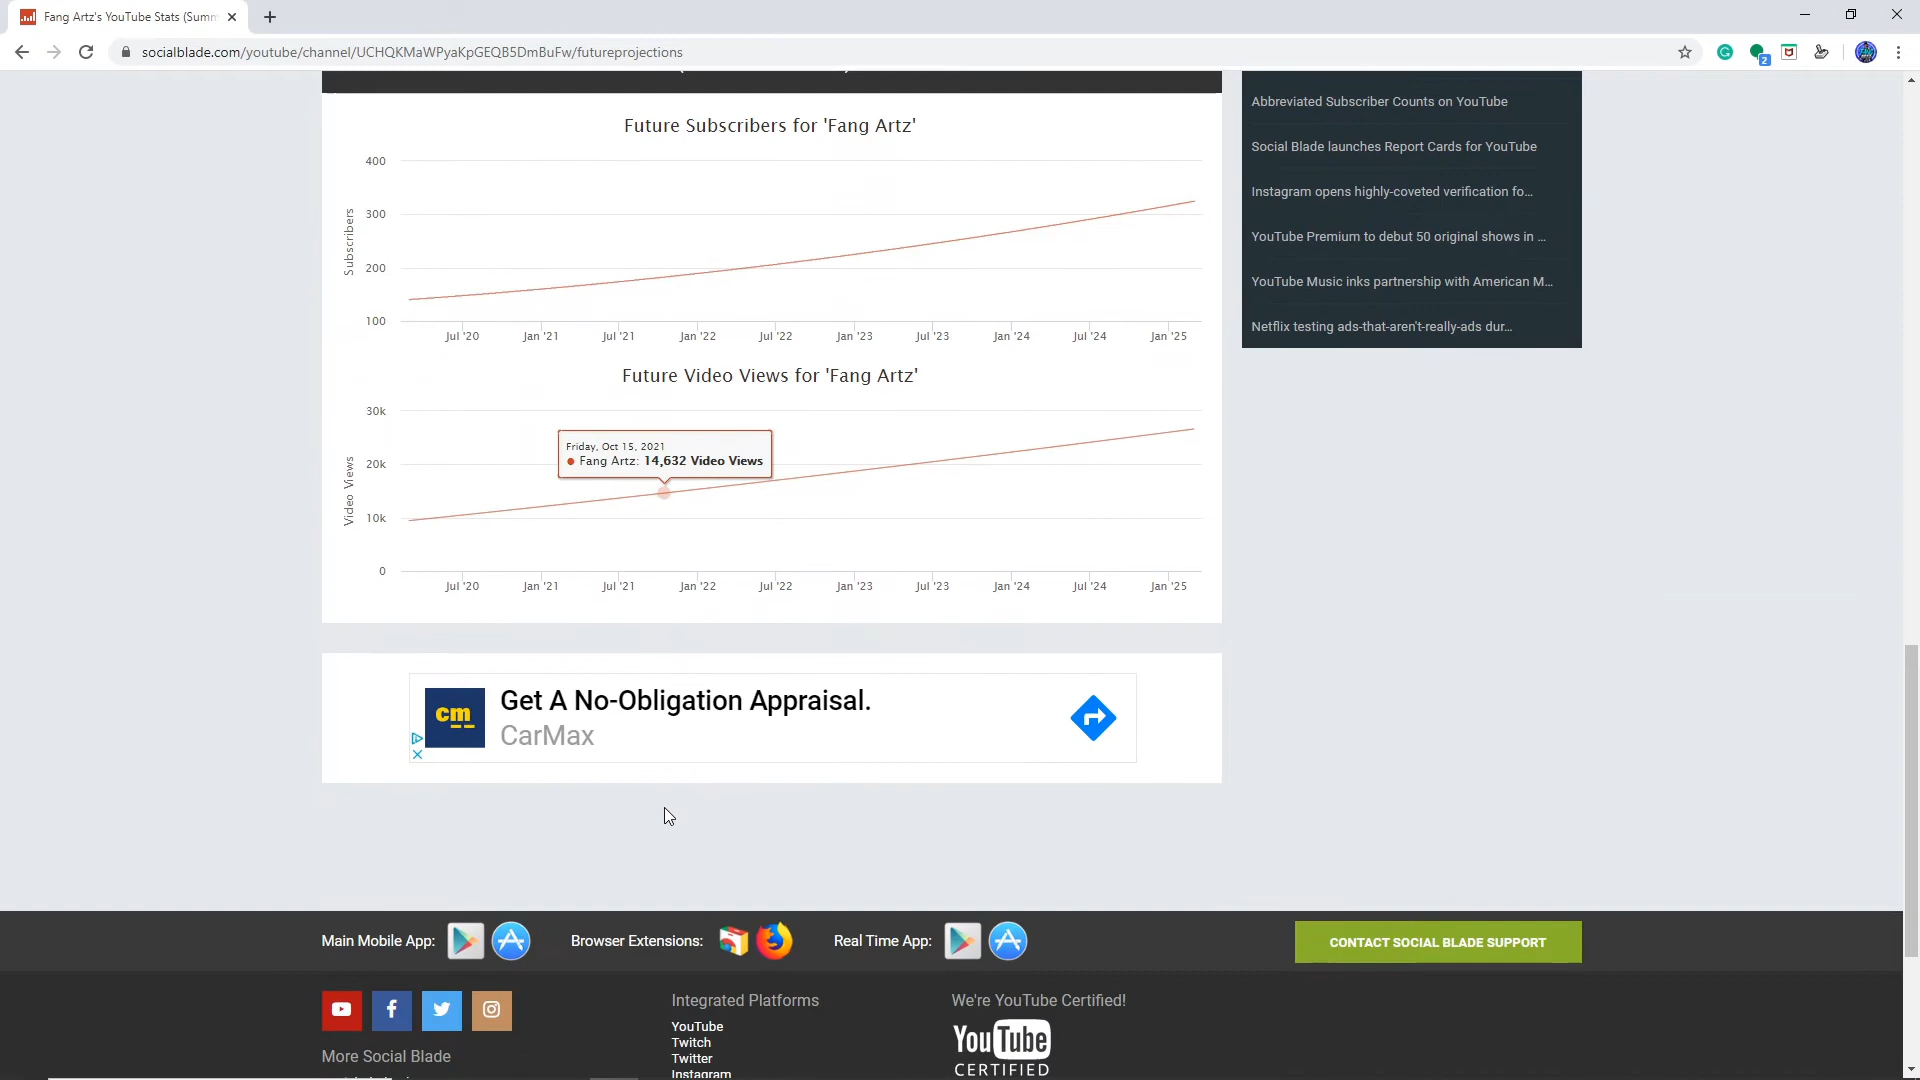 Fang Artz's YouTube Stats (Summ
socialblade.com/youtube/channel/UCHQKMaWPyaKpGEQB5DmBuFw/futureprojections
2
Future Subscribers for 'Fang Artz'
400
300
200
100
Subscribers
Jul '20 Jan '21 Jul '21 Jan '22 Jul '22 Jan '23 Jul '23 Jan '24 Jul '24 Jan '25
Future Video Views for 'Fang Artz'
30k
20k
10k
0
Video Views
Friday, Oct 15, 2021
Fang Artz: 14,632 Video Views
Jul '20 Jan '21 Jul '21 Jan '22 Jul '22 Jan '23 Jul '23 Jan '24 Jul '24 Jan '25
Abbreviated Subscriber Counts on YouTube
Social Blade launches Report Cards for YouTube
Instagram opens highly-coveted verification fo...
YouTube Premium to debut 50 original shows in ...
YouTube Music inks partnership with American M...
Netflix testing ads-that-aren't-really-ads dur...
cm
Get A No-Obligation Appraisal.
CarMax
Main Mobile App:
Browser Extensions:
Real Time App:
CONTACT SOCIAL BLADE SUPPORT
More Social Blade
Integrated Platforms
YouTube
Twitch
Twitter
Instagram
We're YouTube Certified!
YouTube
CERTIFIED